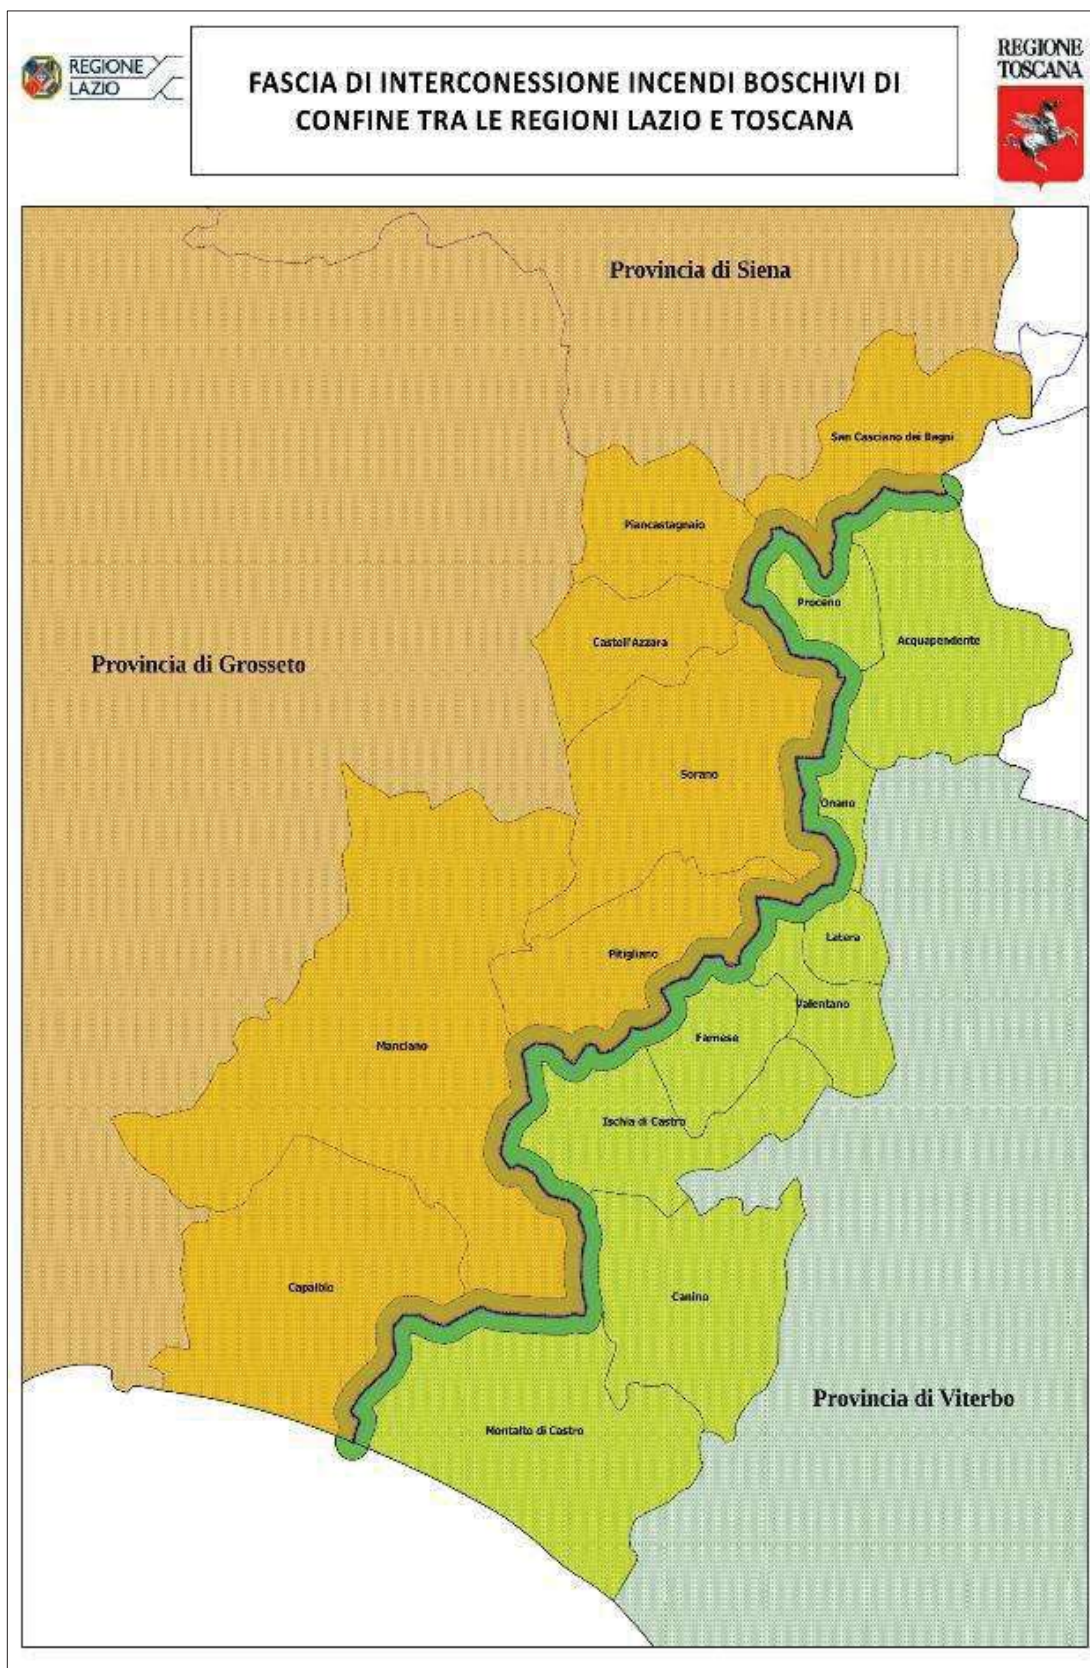 REGIONE
LAZIO
FASCIA DI INTERCONESSIONE INCENDI BOSCHIVI DI
CONFINE TRA LE REGIONI LAZIO E TOSCANA
REGIONE
TOSCANA
Provincia di Siena
San Casciano dei Bagni
Piancastagnaio
Proceno
Castell'Azzara
Acquapendente
Provincia di Grosseto
Sorano
Onano
Latera
Pitigliano
Valentano
Farnese
Manciano
Ischia di Castro
Capalbio
Canino
Provincia di Viterbo
Montalto di Castro